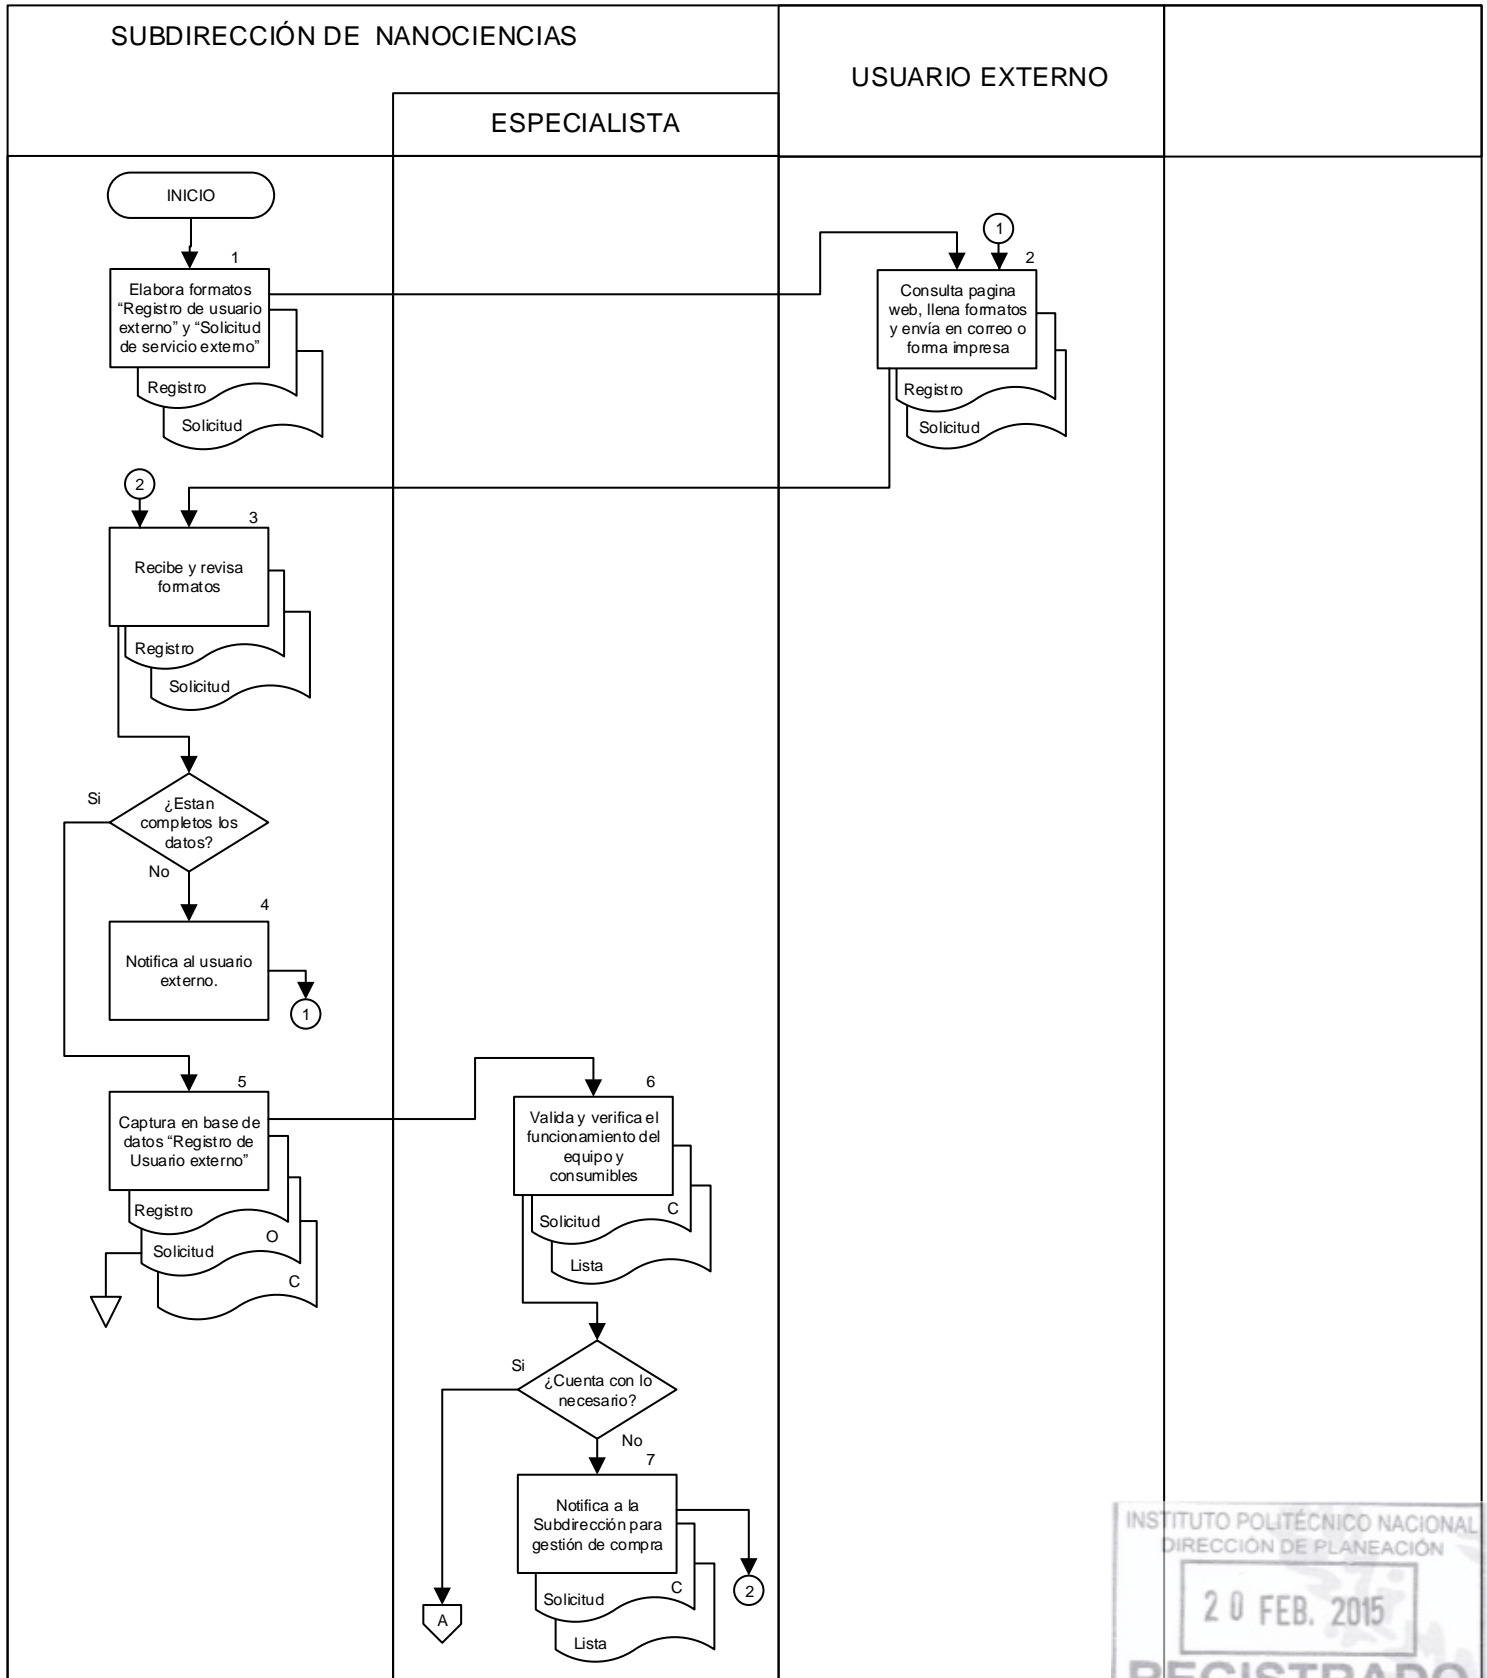 SUBDIRECCIÓN DE NANOCIENCIAS
ESPECIALISTA
USUARIO EXTERNO
INICIO
1
Elabora formatos
“Registro de usuario
externo” y “Solicitud
de servicio externo”
Registro
Solicitud
1
2
Consulta pagina
web, llena formatos
y envía en correo o
forma impresa
Registro
Solicitud
2
3
Recibe y revisa
formatos
Registro
Solicitud
Si
¿Estan
completos los
datos?
No
4
Notifica al usuario
externo.
1
5
Captura en base de
datos “Registro de
Usuario externo”
Registro
O
Solicitud
C
6
Valida y verifica el
funcionamiento del
equipo y
consumibles
C
Solicitud
Lista
Si
¿Cuenta con lo
necesario?
No
7
Notifica a la
Subdirección para
gestión de compra
C
Solicitud
Lista
2
A
INSTITUTO POLITÉCNICO NACIONAL
DIRECCIÓN DE PLANEACIÓN
20 FEB. 2015
REGISTRADO